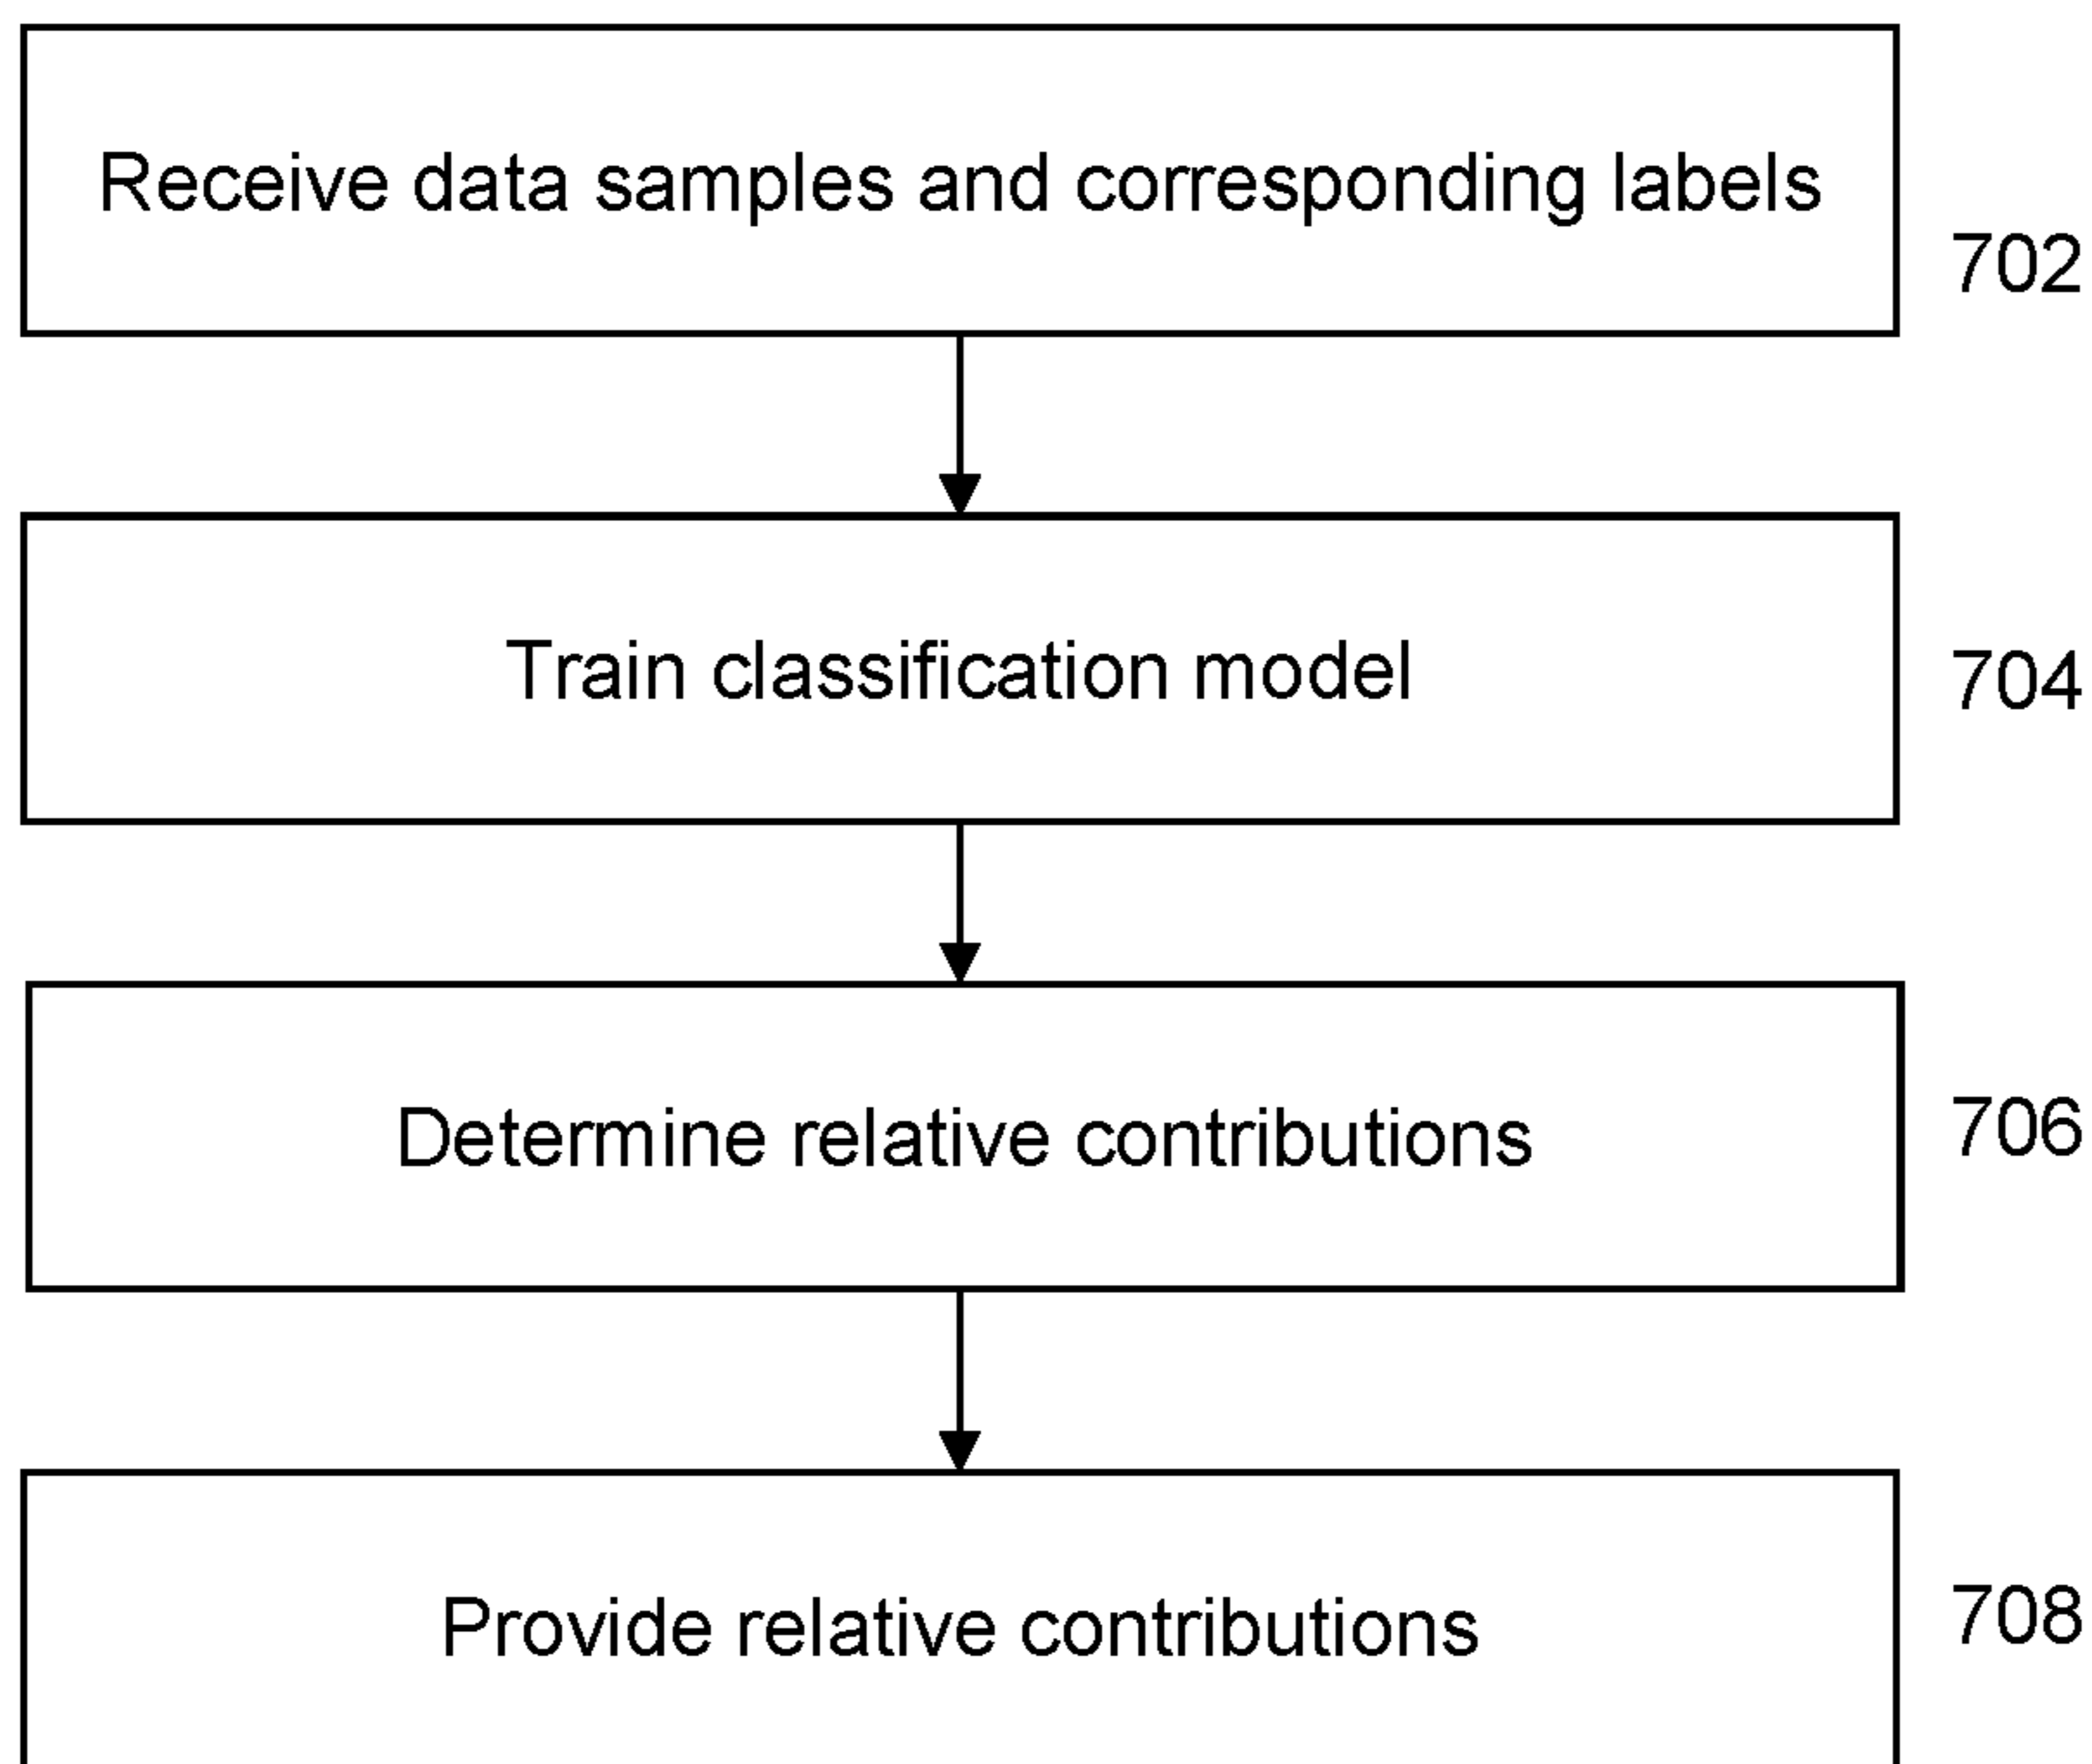 Receive data samples and corresponding labels
702
Train classification model
704
Determine relative contributions
706
Provide relative contributions
708